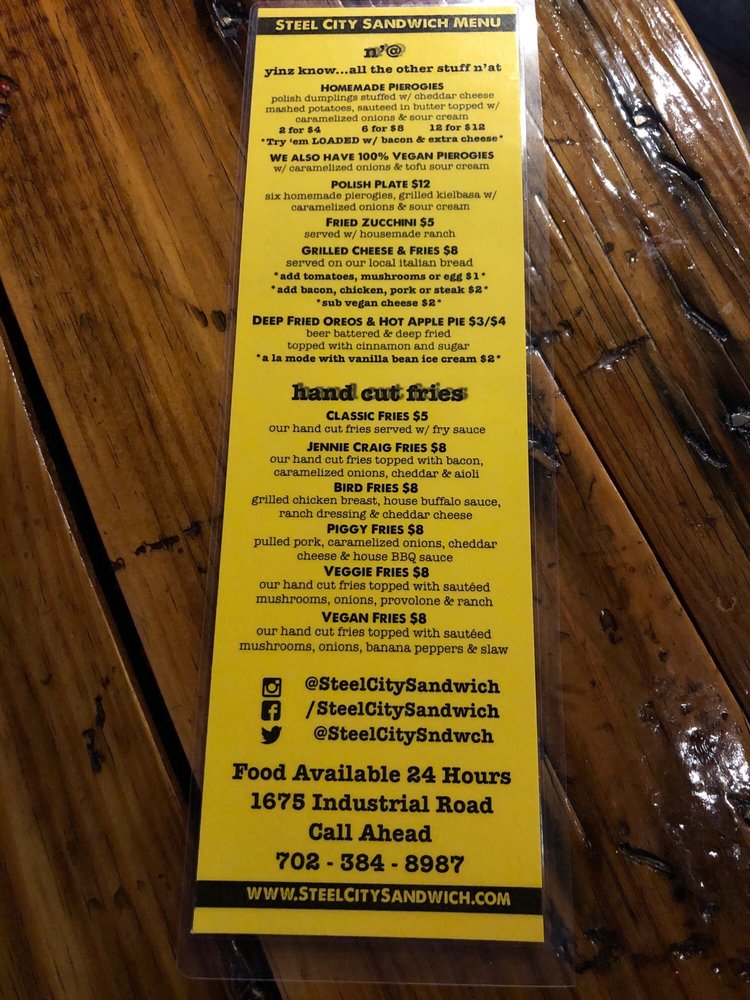 STEEL CITY SANDWICH MENU
n'@
yinz know...all the other stuff n'at
HOMEMADE PIEROGIES
polish dumplings stuffed w/ cheddar cheese
mashed potatoes, sauteed in butter topped w/
caramelized onions & sour cream
2 for $4 6 for $8 12 for $12
*Try 'em LOADED w/ bacon & extra cheese*
WE ALSO HAVE 100% VEGAN PIEROGIES
w/ caramelized onions & tofu sour cream
POLISH PLATE $12
six homemade pierogies, grilled kielbasa w/
caramelized onions & sour cream
FRIED ZUCCHINI $5
served w/ housemade ranch
GRILLED CHEESE & FRIES $8
served on our local italian bread
*add tomatoes, mushrooms or egg $1*
*add bacon, chicken, pork or steak $2*
*sub vegan cheese $2*
DEEP FRIED OREOS & HOT APPLE PIE $3/$4
beer battered & deep fried
topped with cinnamon and sugar
*a la mode with vanilla bean ice cream $2*
hand cut fries
CLASSIC FRIES $5
our hand cut fries served w/ fry sauce
JENNIE CRAIG FRIES $8
our hand cut fries topped with bacon,
caramelized onions, cheddar & aioli
BIRD FRIES $8
grilled chicken breast, house buffalo sauce,
ranch dressing & cheddar cheese
PIGGY FRIES $8
pulled pork, caramelized onions, cheddar
cheese & house BBQ sauce
VEGGIE FRIES $8
our hand cut fries topped with sautéed
mushrooms, onions, provolone & ranch
VEGAN FRIES $8
our hand cut fries topped with sautéed
mushrooms, onions, banana peppers & slaw
@SteelCitySandwich
/SteelCitySandwich
@SteelCitySndwch
Food Available 24 Hours
1675 Industrial Road
Call Ahead
702 - 384 - 8987
WWW.STEELCITYSANDWICH.COM